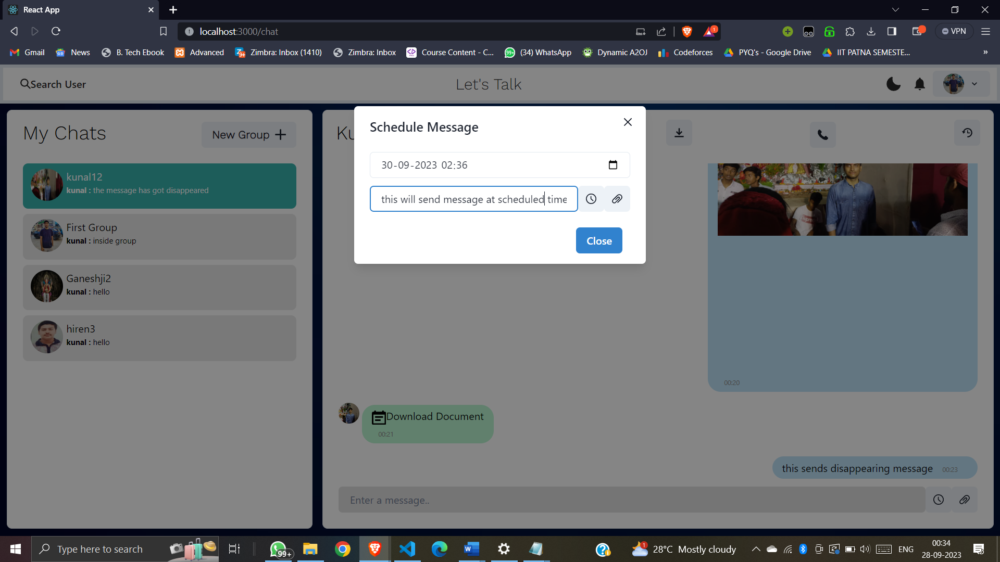 React App
localhost:3000/chat
1
VPN
Gmail
News
B. Tech Ebook
Advanced
Zimbra: Inbox (1410)
Zimbra: Inbox
Course Content - C...
(34) WhatsApp
Dynamic A2OJ
Codeforces
PYQ's - Google Drive
IIT PATNA SEMESTE...
»
Search User
Let's Talk
My Chats
New Group
kunal12
kunal : the message has got disappeared
First Group
kunal : inside group
Ganeshji2
kunal : hello
hiren3
kunal : hello
Ku
Schedule Message
30-09-2023 02:36
this will send message at scheduled time
Close
00:20
Download Document
00:21
this sends disappearing message 00:23
Enter a message..
Type here to search
99+
1
28°C Mostly cloudy
ENG
00:34
28-09-2023